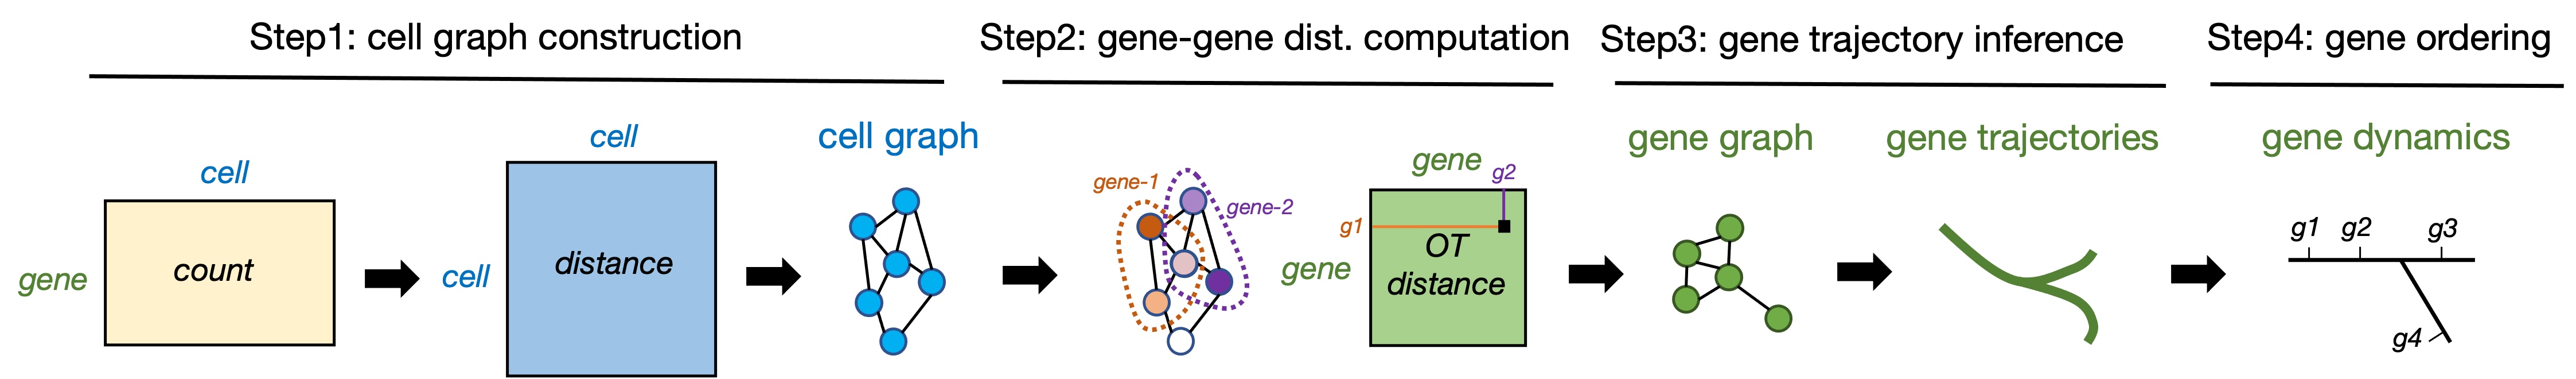 Step1: cell graph construction
Step2: gene-gene dist. computation
Step3: gene trajectory inference
Step4: gene ordering
cell
gene
count
cell
cell
distance
cell graph
gene-1
gene-2
gene
g2
g1
gene
OT
distance
gene graph
gene trajectories
gene dynamics
g1
g2
g3
g4